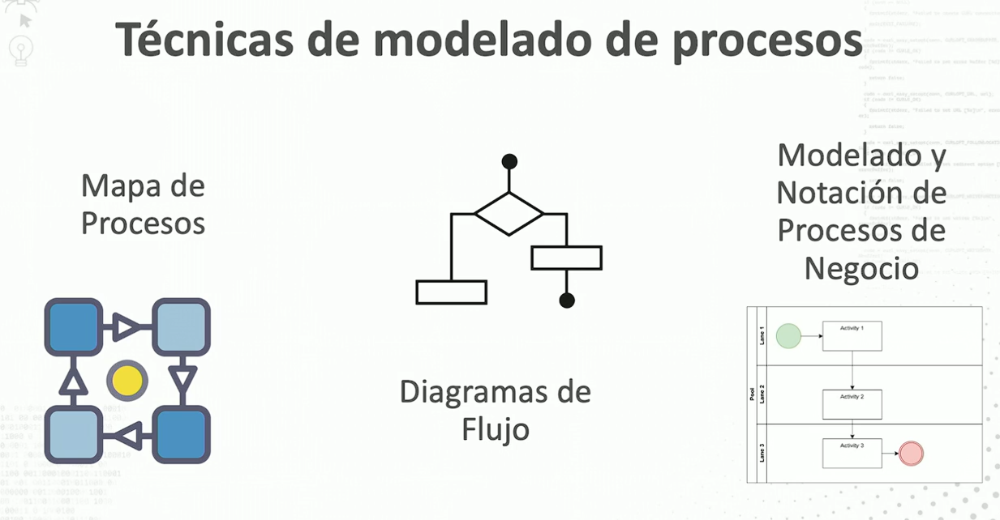 Técnicas de modelado de procesos
Mapa de
Procesos
Diagramas de
Flujo
Modelado y
Notación de
Procesos de
Negocio
Pool
Lane 1
Activity 1
Lane 2
Activity 2
Lane 3
Activity 3